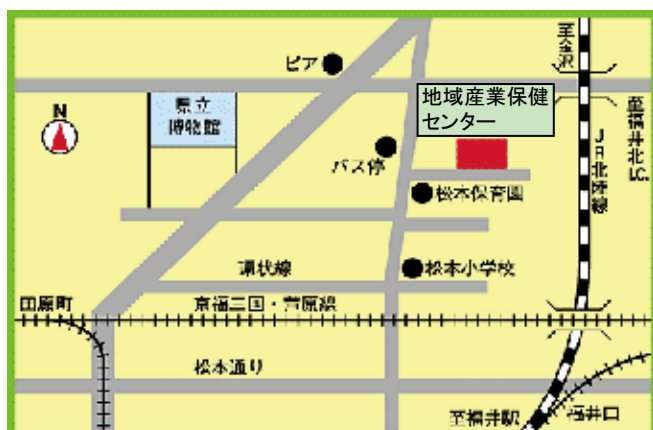 至金沢
ピア
N
県立
博物館
地域産業保健
センター
至福井北I.C.
JR北陸線
バス停
松本保育園
環状線
松本小学校
田原町
京福三国・芦原線
松本通り
至福井駅
福井口